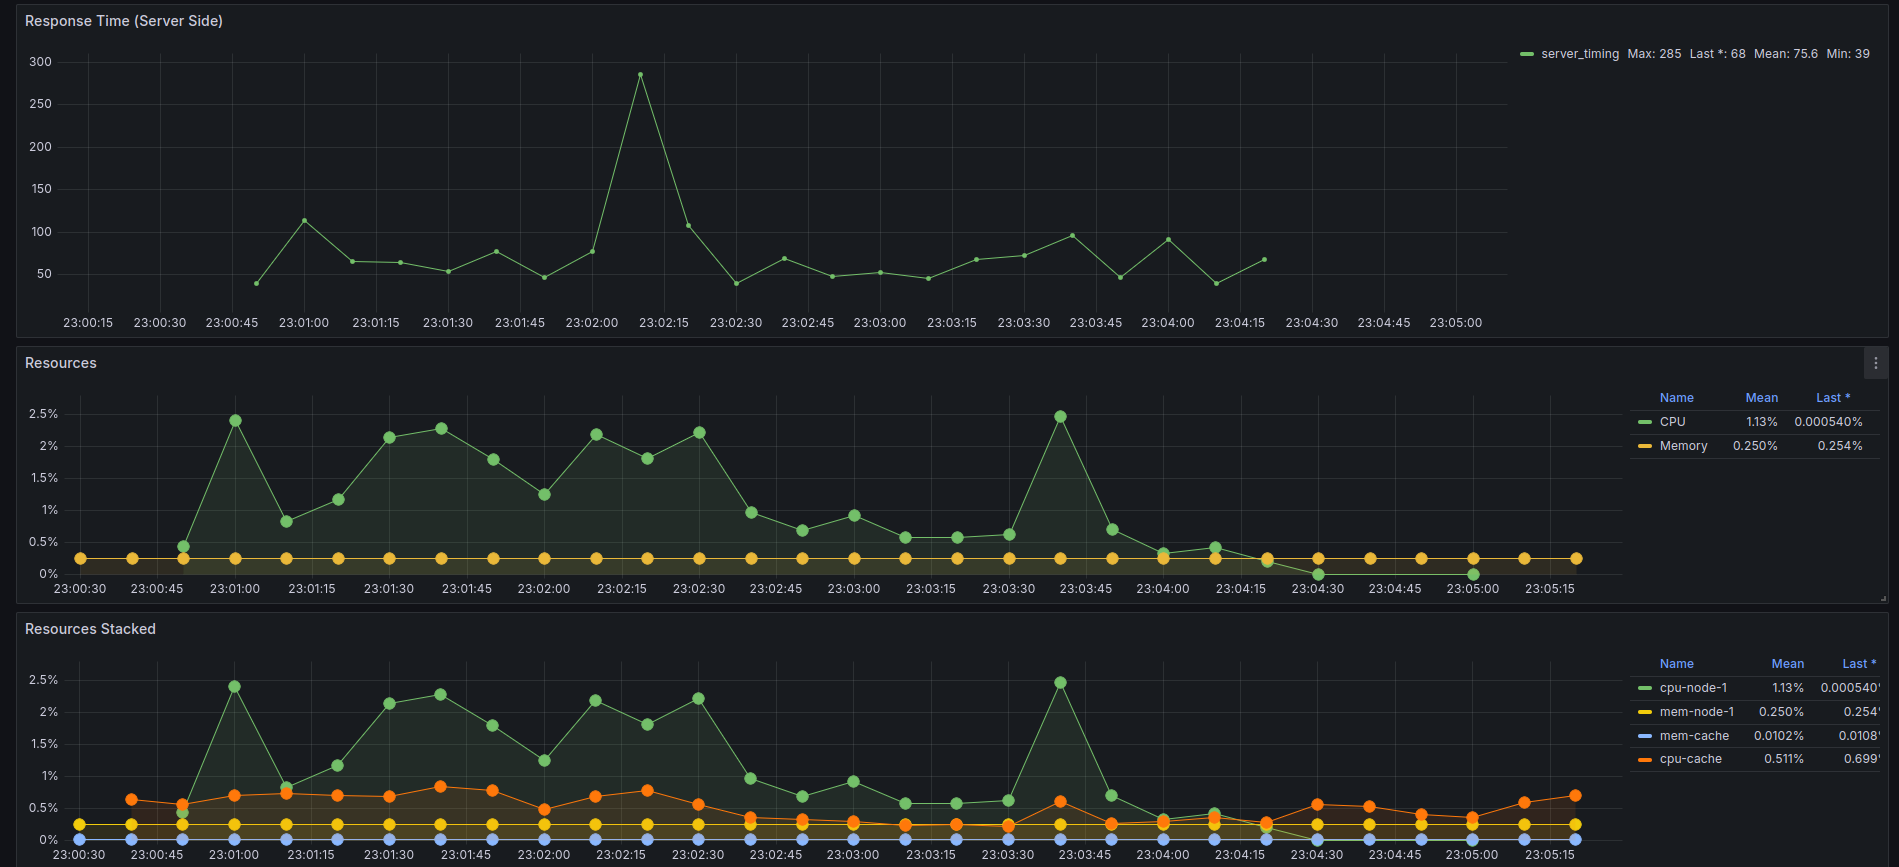 Response Time (Server Side)
300
250
200
150
100
50
23:00:15 23:00:30 23:00:45 23:01:00 23:01:15 23:01:30 23:01:45 23:02:00 23:02:15 23:02:30 23:02:45 23:03:00 23:03:15 23:03:30 23:03:45 23:04:00 23:04:15 23:04:30 23:04:45 23:05:00
server_timing Max: 285 Last *: 68 Mean: 75.6 Min: 39
Resources
2.5%
2%
1.5%
1%
0.5%
0%
23:00:30 23:00:45 23:01:00 23:01:15 23:01:30 23:01:45 23:02:00 23:02:15 23:02:30 23:02:45 23:03:00 23:03:15 23:03:30 23:03:45 23:04:00 23:04:15 23:04:30 23:04:45 23:05:00 23:05:15
Name Mean Last *
CPU 1.13% 0.000540%
Memory 0.250% 0.254%
Resources Stacked
2.5%
2%
1.5%
1%
0.5%
0%
23:00:30 23:00:45 23:01:00 23:01:15 23:01:30 23:01:45 23:02:00 23:02:15 23:02:30 23:02:45 23:03:00 23:03:15 23:03:30 23:03:45 23:04:00 23:04:15 23:04:30 23:04:45 23:05:00 23:05:15
Name Mean Last *
cpu-node-1 1.13% 0.000540
mem-node-1 0.250% 0.254
mem-cache 0.0102% 0.0108
cpu-cache 0.511% 0.699